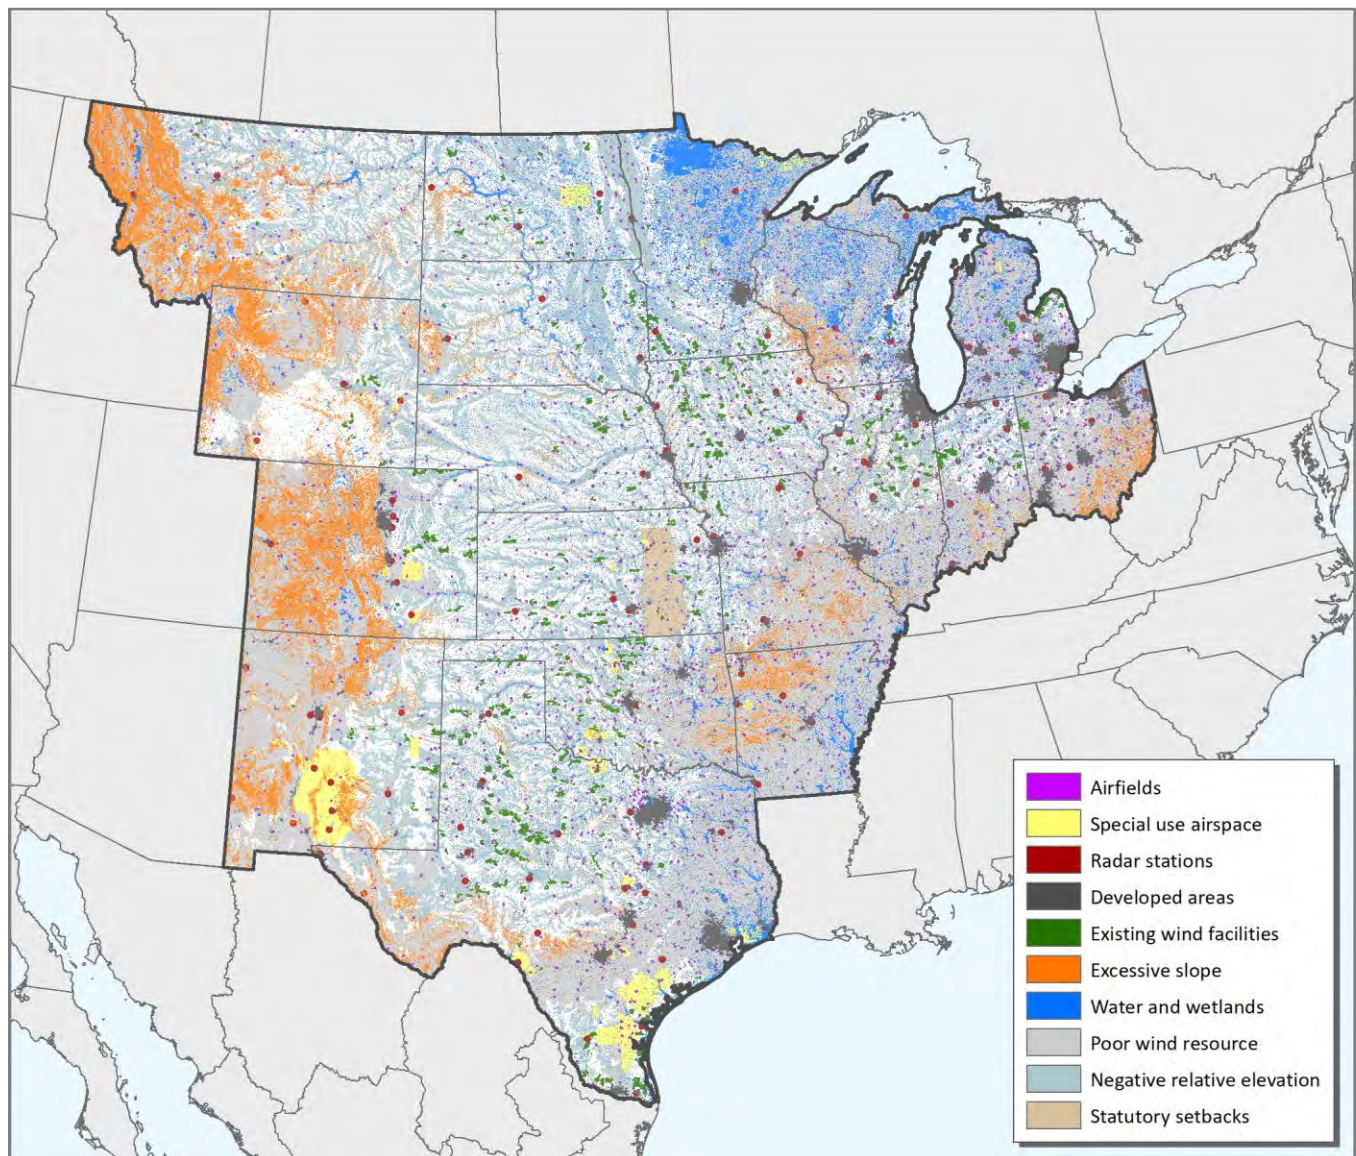 Airfields
Special use airspace
Radar stations
Developed areas
Existing wind facilities
Excessive slope
Water and wetlands
Poor wind resource
Negative relative elevation
Statutory setbacks